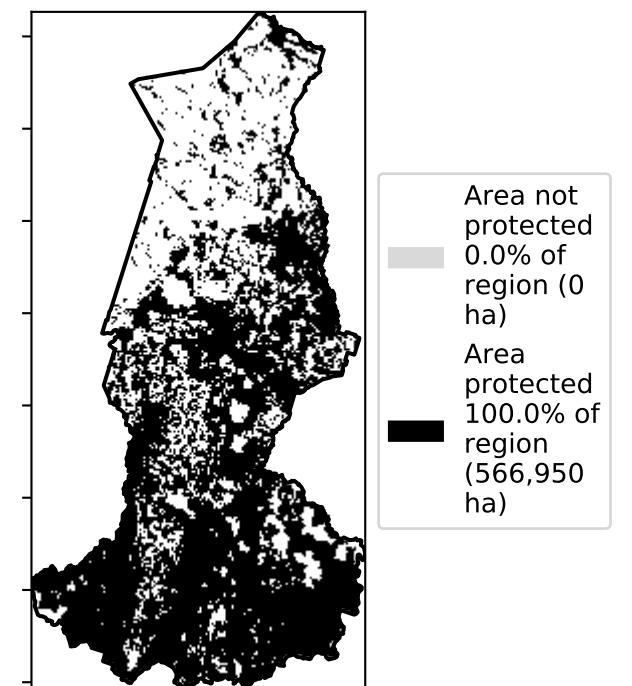 Area not
protected
0.0% of
region (0
ha)
Area
protected
100.0% of
region
(566,950
ha)